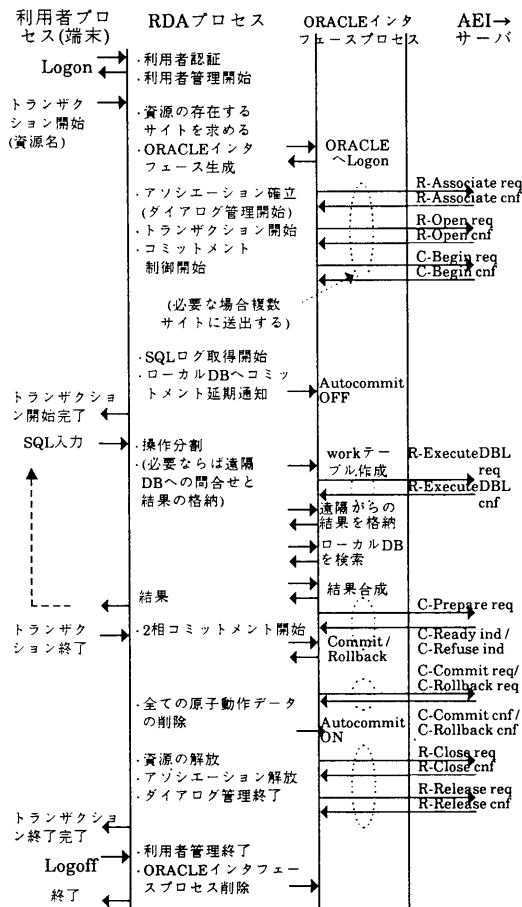 利用者プロ
セス(端末)
RDAプロセス
ORACLEインタ
フェースプロセス
AEI→
サーバ
Logon
・利用者認証
・利用者管理開始
トランザク
ション開始
(資源名)
・資源の存在する
サイトを求める
・ORACLEインタ
フェース生成
ORACLE
へLogon
・アソシエーション確立
(ダイアログ管理開始)
・トランザクション開始
・コミットメント
制御開始
R-Associate req
R-Associate cnf
R-Open req
R-Open cnf
C-Begin req
C-Begin cnf
(必要な場合複数
サイトに送出する)
・SQLログ取得開始
・ローカルDBへコミッ
トメント延期通知
Autocommit
OFF
トランザクショ
ン開始完了
SQL入力
・操作分割
・(必要ならば遠隔
DBへの問合せと
結果の格納)
workテー
ブル作成
R-ExecuteDBL
req
R-ExecuteDBL
cnf
遠隔からの
結果を格納
ローカルDB
を検索
結果
結果合成
C-Prepare req
トランザク
ション終了
・2相コミットメント開始
Commit/
Rollback
C-Ready ind/
C-Refuse ind
C-Commit req/
C-Rollback req
・全ての原子動作データ
の削除
Autocommit
ON
C-Commit cnf/
C-Rollback cnf
・資源の解放
・アソシエーション解放
・ダイアログ管理終了
R-Close req
R-Close cnf
R-Release req
R-Release cnf
トランザクショ
ン終了完了
Logoff
・利用者管理終了
・ORACLEインタフェー
スプロセス削除
終了